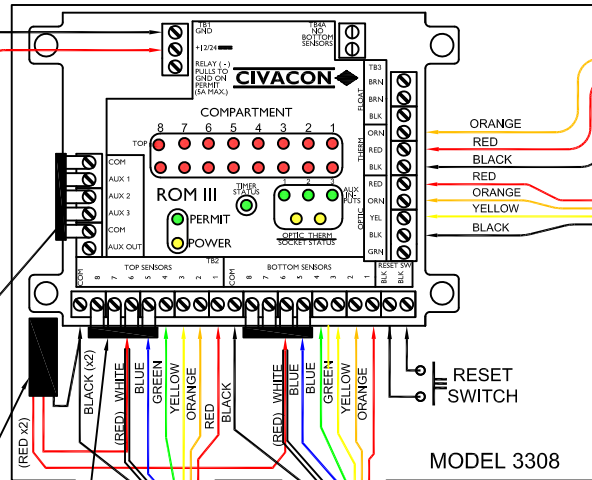 TB1
GND
+12/24
RELAY ( - )
PULLS TO
GND ON
PERMIT
(5A MAX.)
TB4A
NO
BOTTOM
SENSORS
CIVACON
COMPARTMENT
8 7 6 5 4 3 2 1
TOP
TB3
FLOAT
BRN
BRN
BLK
THERM
ORN
RED
BLK
OPTIC
RED
ORN
YEL
BLK
GRN
ORANGE
RED
BLACK
RED
ORANGE
YELLOW
BLACK
COM
AUX 1
AUX 2
AUX 3
COM
AUX OUT
ROM III
TIMER
STATUS
PERMIT
POWER
1 2 3
AUX
IN-
PUTS
OPTIC THERM
SOCKET STATUS
TOP SENSORS
TB2
BOTTOM SENSORS
RESET SW
COM 8 7 6 5 4 3 2 1
COM 8 7 6 5 4 3 2 1
BLK BLK
(RED x2)
BLACK (x2)
(RED) WHITE
BLUE
GREEN
YELLOW
ORANGE
RED
BLACK
(RED) WHITE
BLUE
BLUE
GREEN
YELLOW
ORANGE
RESET
SWITCH
MODEL 3308